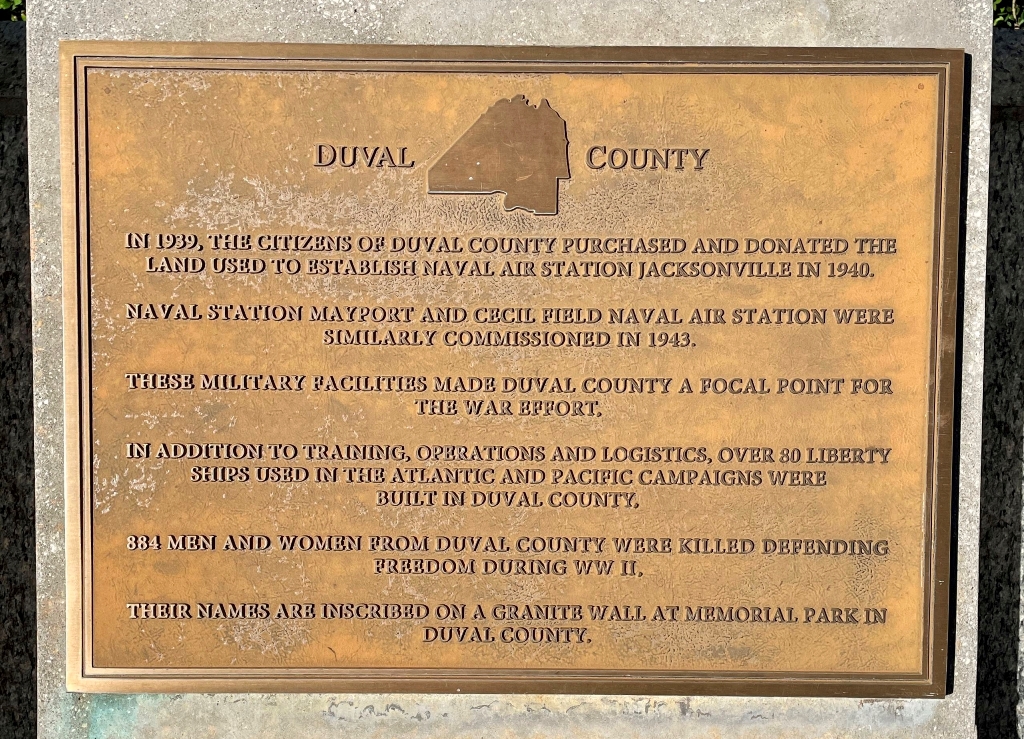 DUVAL COUNTY
IN 1939, THE CITIZENS OF DUVAL COUNTY PURCHASED AND DONATED THE
LAND USED TO ESTABLISH NAVAL AIR STATION JACKSONVILLE IN 1940.
NAVAL STATION MAYPORT AND CECIL FIELD NAVAL AIR STATION WERE
SIMILARLY COMMISSIONED IN 1943.
THESE MILITARY FACILITIES MADE DUVAL COUNTY A FOCAL POINT FOR
THE WAR EFFORT.
IN ADDITION TO TRAINING, OPERATIONS AND LOGISTICS, OVER 80 LIBERTY
SHIPS USED IN THE ATLANTIC AND PACIFIC CAMPAIGNS WERE
BUILT IN DUVAL COUNTY.
884 MEN AND WOMEN FROM DUVAL COUNTY WERE KILLED DEFENDING
FREEDOM DURING WW II.
THEIR NAMES ARE INSCRIBED ON A GRANITE WALL AT MEMORIAL PARK IN
DUVAL COUNTY.